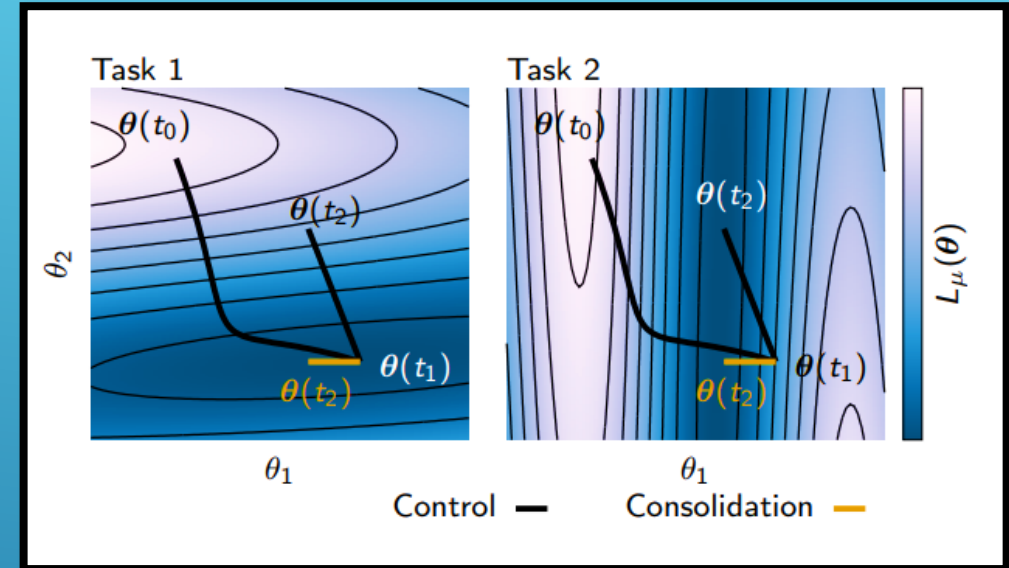 Task 1
Task 2
θ(t₀)
θ(t₂)
θ(t₁)
θ(t₂)
θ₂
θ₁
θ(t₀)
θ(t₂)
θ(t₁)
θ(t₂)
θ₁
L_μ(θ)
Control
Consolidation